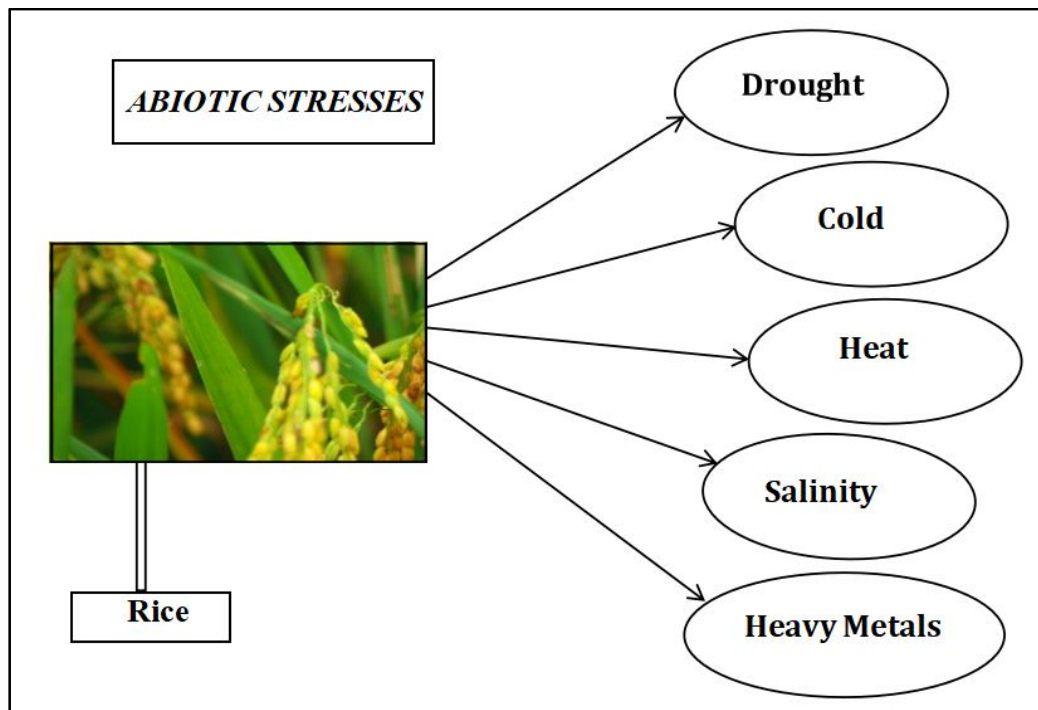 ABIOTIC STRESSES
Drought
Cold
Heat
Salinity
Heavy Metals
Rice